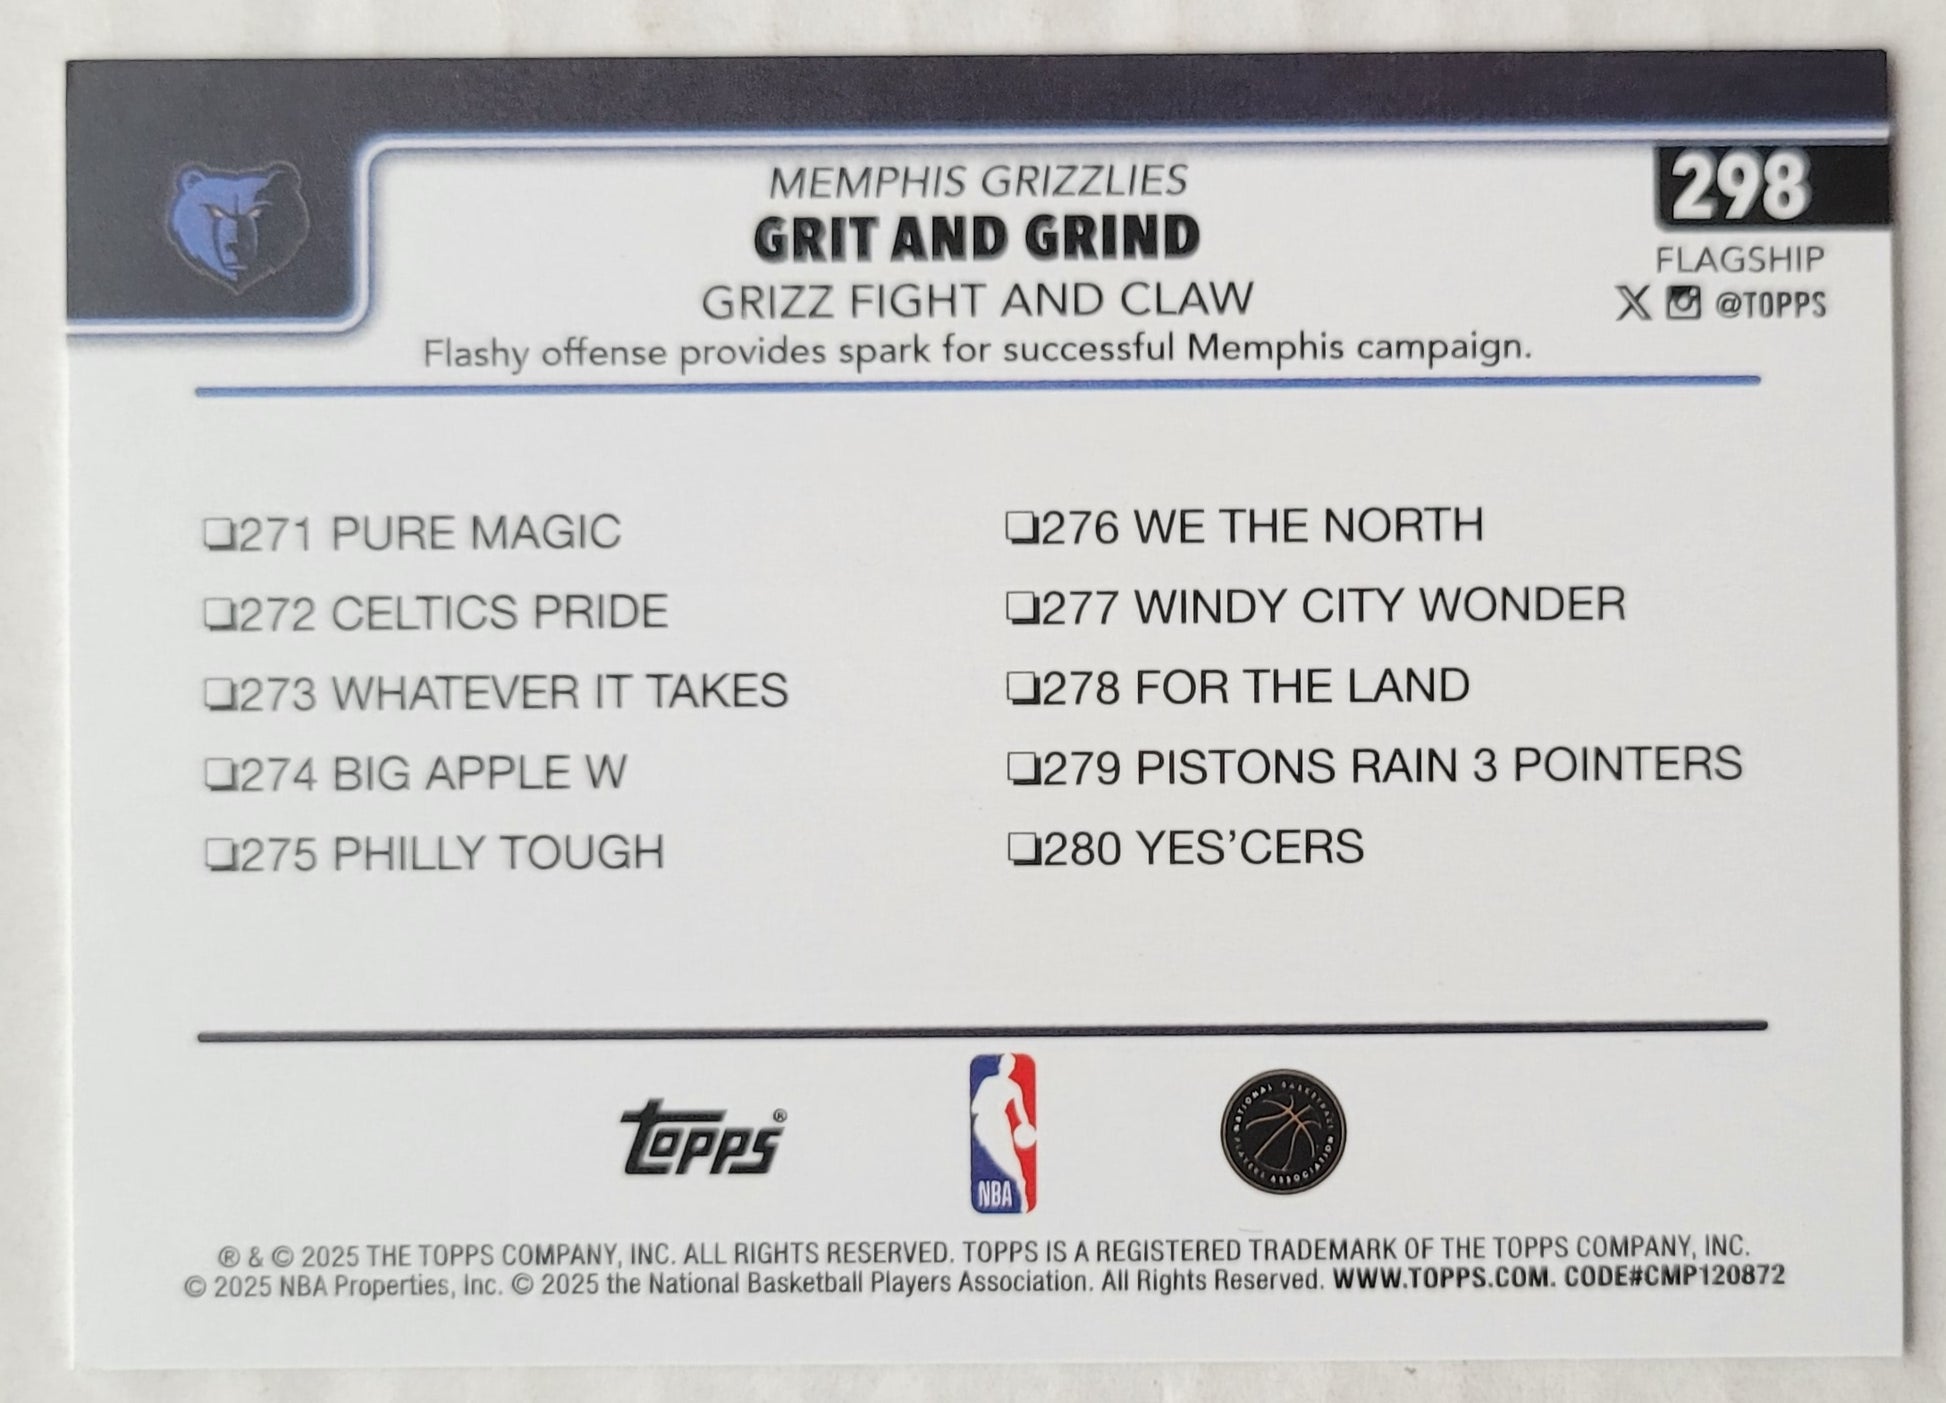 MEMPHIS GRIZZLIES
298
GRIT AND GRIND
FLAGSHIP
GRIZZ FIGHT AND CLAW
@TOPPS
Flashy offense provides spark for successful Memphis campaign.
❏271 PURE MAGIC
❏272 CELTICS PRIDE
❏273 WHATEVER IT TAKES
❏274 BIG APPLE W
❏275 PHILLY TOUGH
❏276 WE THE NORTH
❏277 WINDY CITY WONDER
❏278 FOR THE LAND
❏279 PISTONS RAIN 3 POINTERS
❏280 YES'CERS
TOPPS®
NBA
NATIONAL BASKETBALL PLAYERS ASSOCIATION
® & © 2025 THE TOPPS COMPANY, INC. ALL RIGHTS RESERVED. TOPPS IS A REGISTERED TRADEMARK OF THE TOPPS COMPANY, INC.
© 2025 NBA Properties, Inc. © 2025 the National Basketball Players Association. All Rights Reserved. WWW.TOPPS.COM. CODE#CMP120872